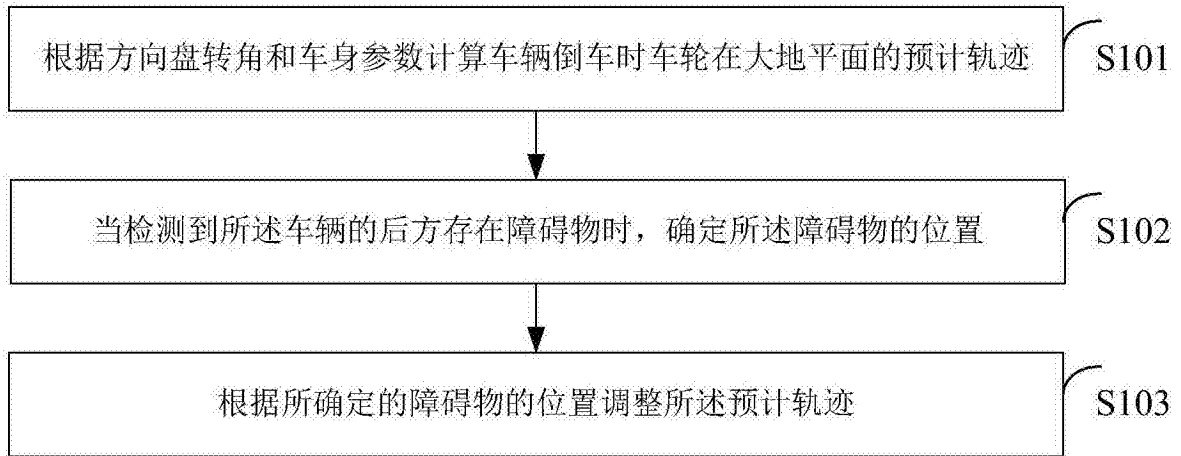 根据方向盘转角和车身参数计算车辆倒车时车轮在大地平面的预计轨迹
S101
当检测到所述车辆的后方存在障碍物时，确定所述障碍物的位置
S102
根据所确定的障碍物的位置调整所述预计轨迹
S103